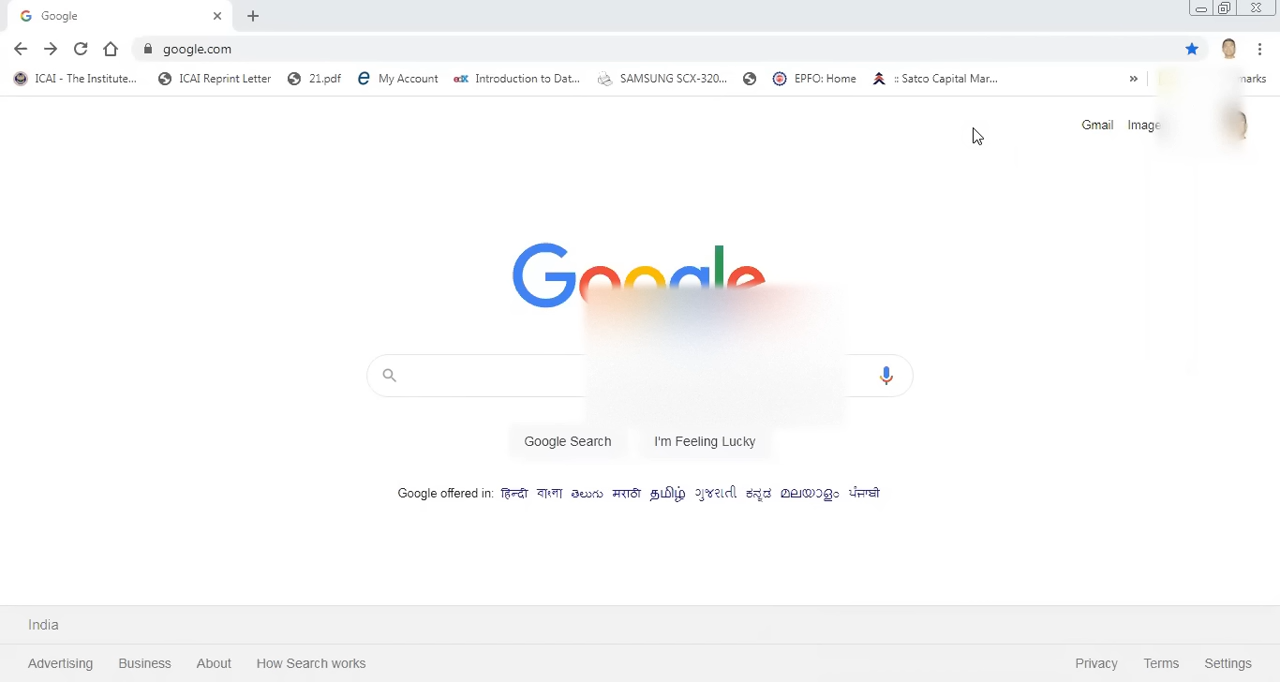 Google
google.com
ICAI - The Institute... ICAI Reprint Letter 21.pdf My Account edX Introduction to Dat... SAMSUNG SCX-320... EPFO: Home :: Satco Capital Mar... »
Gmail
Google
Google Search I'm Feeling Lucky
Google offered in: हिन्दी বাংলা తెలుగు मराठी தமிழ் ગુજરાતી ಕನ್ನಡ മലയാളം ਪੰਜਾਬੀ
India
Advertising Business About How Search works Privacy Terms Settings